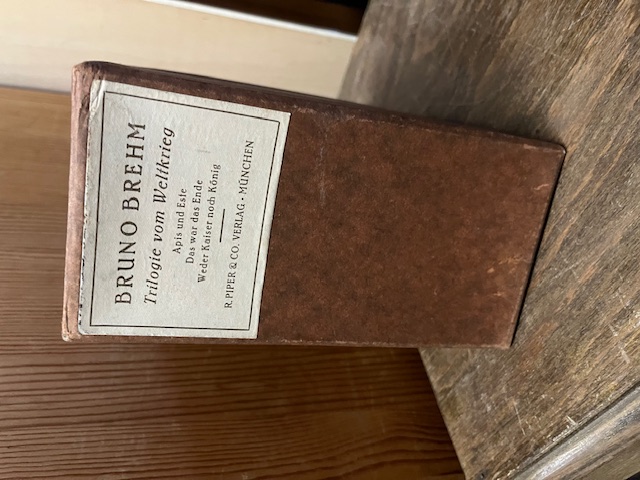 BRUNO BREHM
Trilogie vom Weltkrieg
Apis und Este
Das war das Ende
Weder Kaiser noch König
R. PIPER & CO. VERLAG · MÜNCHEN